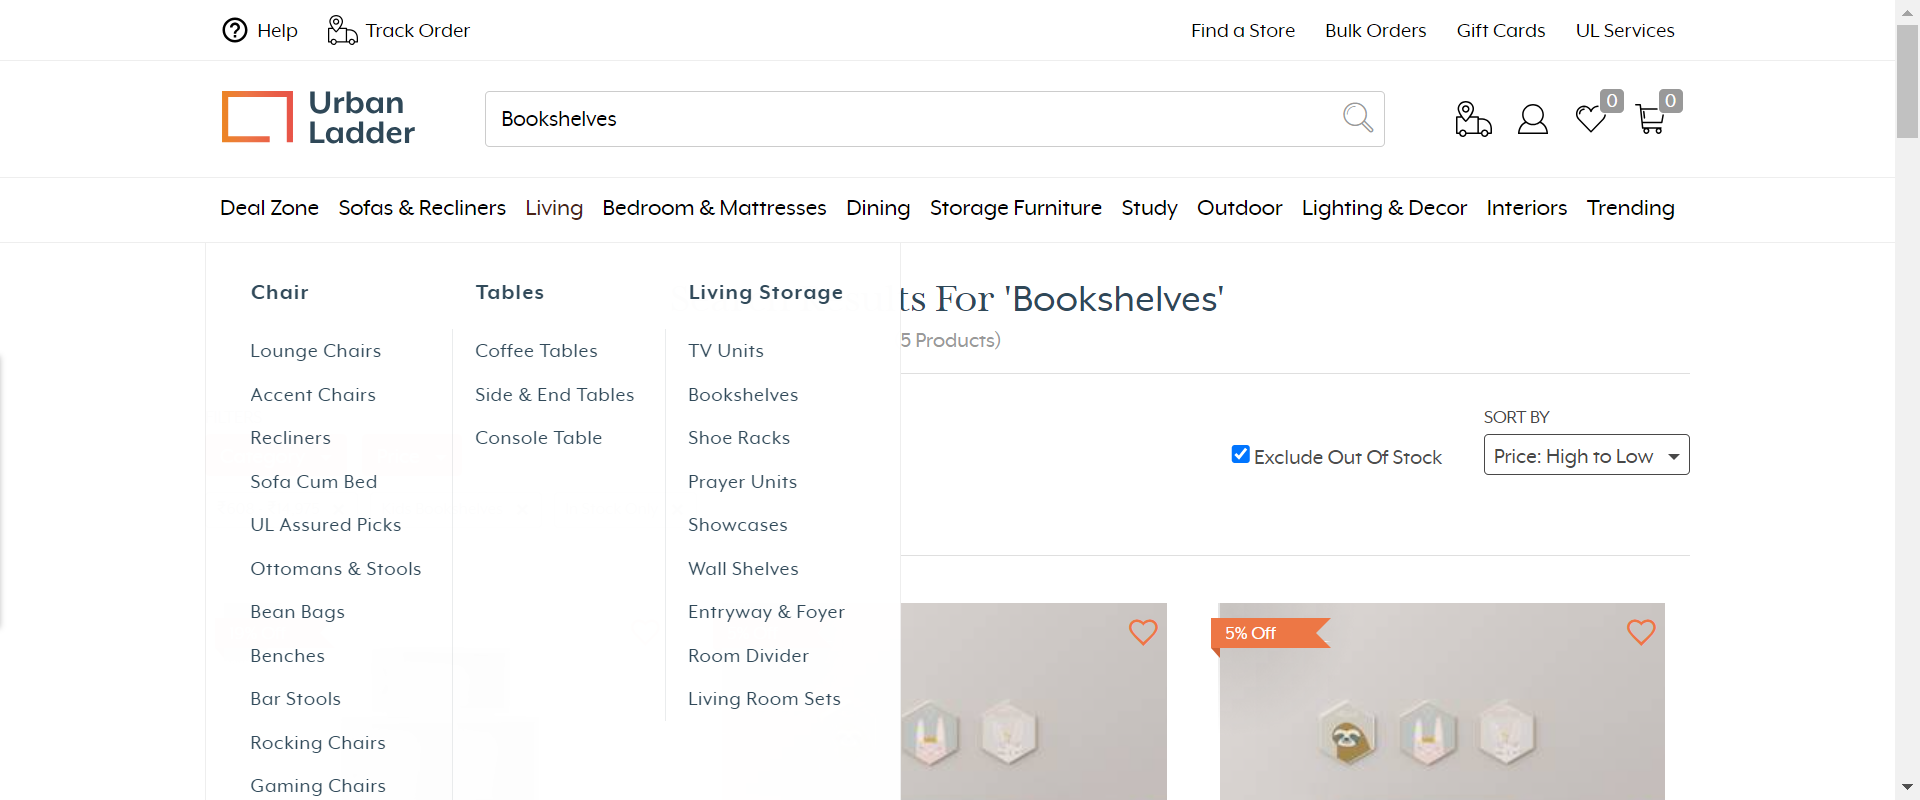 Help
Track Order
Find a Store
Bulk Orders
Gift Cards
UL Services
Urban
Ladder
Bookshelves
0
0
Deal Zone
Sofas & Recliners
Living
Bedroom & Mattresses
Dining
Storage Furniture
Study
Outdoor
Lighting & Decor
Interiors
Trending
Chair
Lounge Chairs
Accent Chairs
Recliners
Sofa Cum Bed
UL Assured Picks
Ottomans & Stools
Bean Bags
Benches
Bar Stools
Rocking Chairs
Gaming Chairs
Tables
Coffee Tables
Side & End Tables
Console Table
Living Storage
TV Units
Bookshelves
Shoe Racks
Prayer Units
Showcases
Wall Shelves
Entryway & Foyer
Room Divider
Living Room Sets
ts For 'Bookshelves'
5 Products)
Exclude Out Of Stock
SORT BY
Price: High to Low
5% Off